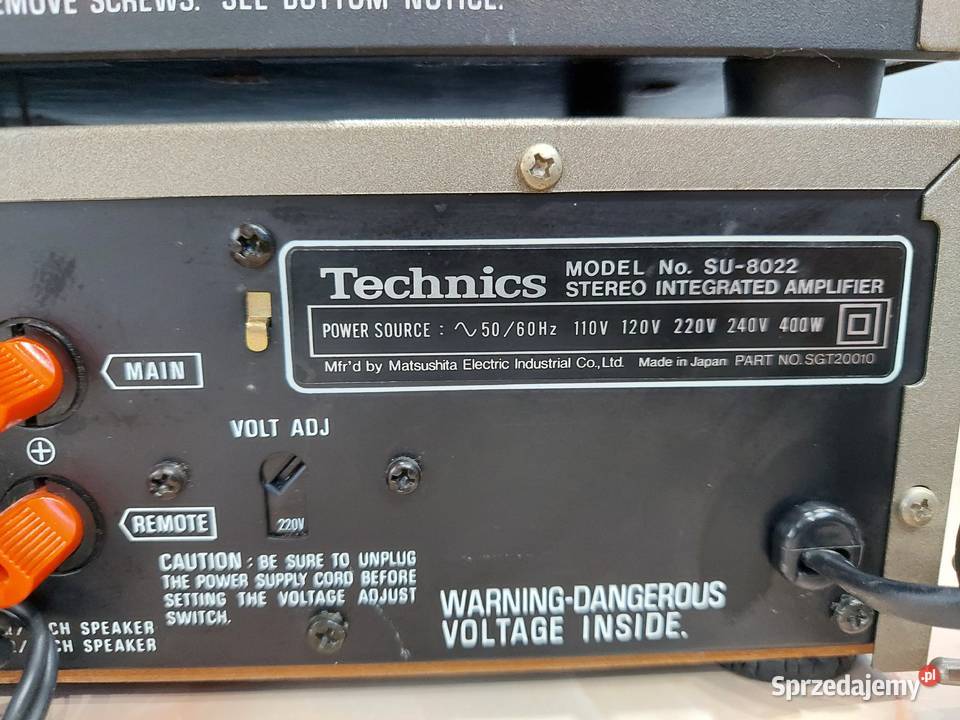 REMOVE SCREWS. SEE BOTTOM NOTICE.
Technics
MODEL No. SU-8022
STEREO INTEGRATED AMPLIFIER
POWER SOURCE : ∿ 50/60Hz 110V 120V 220V 240V 400W
Mfr'd by Matsushita Electric Industrial Co., Ltd. Made in Japan PART NO. SGT20010
MAIN
VOLT ADJ
220V
REMOTE
CAUTION : BE SURE TO UNPLUG
THE POWER SUPPLY CORD BEFORE
SETTING THE VOLTAGE ADJUST
SWITCH.
WARNING-DANGEROUS
VOLTAGE INSIDE.
CH SPEAKER
CH SPEAKER
Sprzedajemy.pl